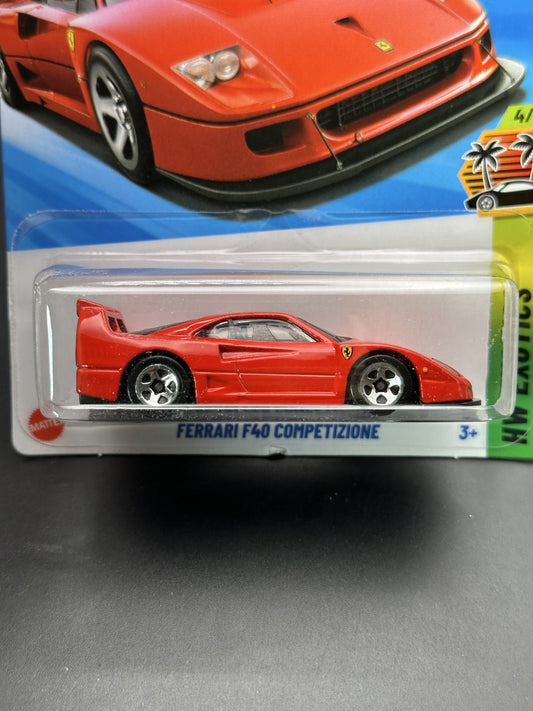 4/
MATTEL
FERRARI F40 COMPETIZIONE
3+
HW EXOTICS